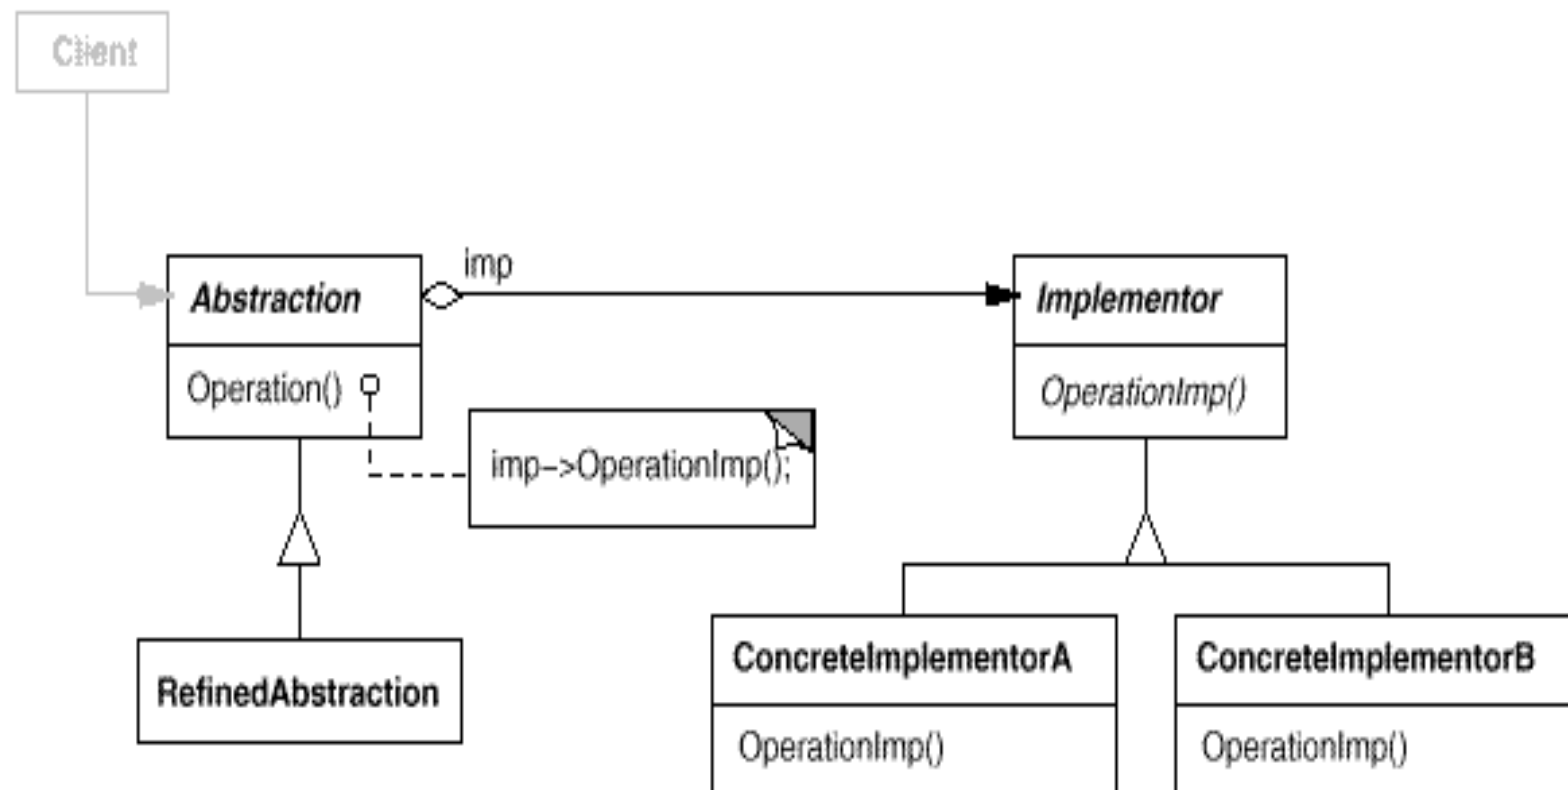 Client
imp
Abstraction
Implementor
Operation()
OperationImp()
imp->OperationImp();
RefinedAbstraction
ConcreteImplementorA
ConcreteImplementorB
OperationImp()
OperationImp()